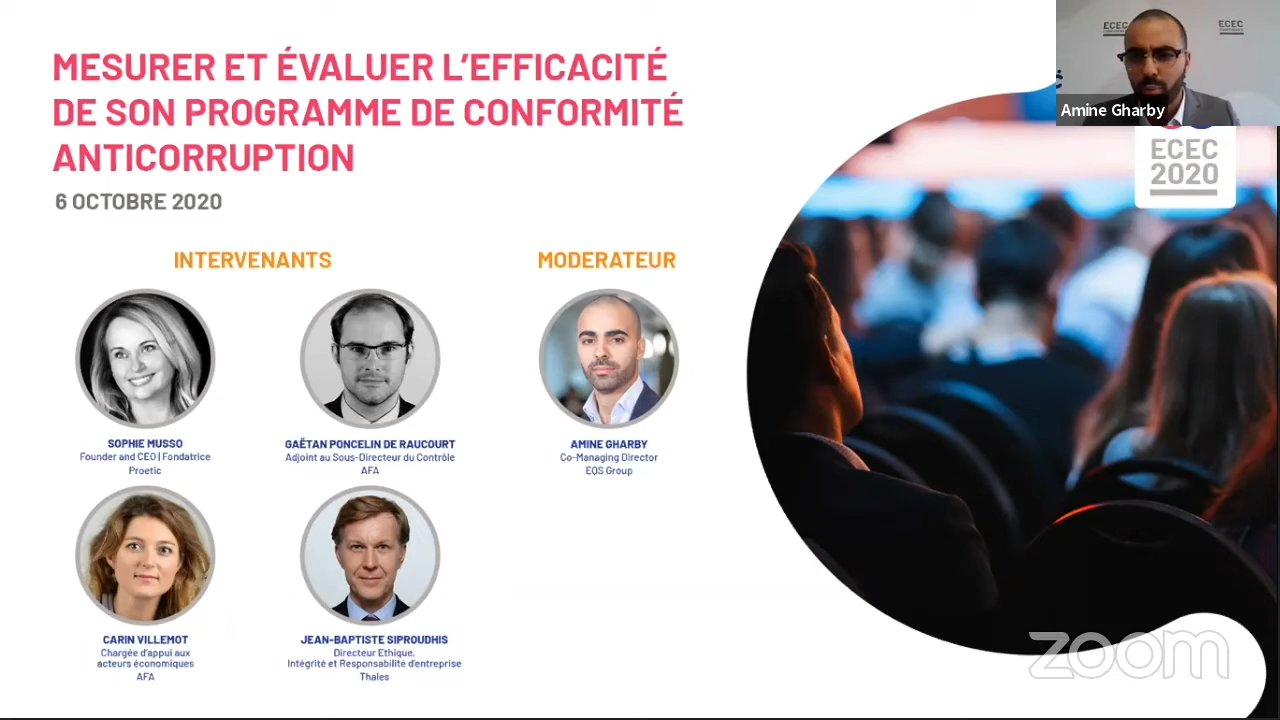 MESURER ET ÉVALUER L'EFFICACITÉ
DE SON PROGRAMME DE CONFORMITÉ
ANTICORRUPTION
6 OCTOBRE 2020
INTERVENANTS
MODERATEUR
SOPHIE MUSSO
Founder and CEO | Fondatrice
Proetic
GAËTAN PONCELIN DE RAUCOURT
Adjoint au Sous-Directeur du Contrôle
AFA
AMINE GHARBY
Co-Managing Director
EQS Group
CARIN VILLEMOT
Chargée d'appui aux
acteurs économiques
AFA
JEAN-BAPTISTE SIPROUDHIS
Directeur Ethique,
Intégrité et Responsabilité d'entreprise
Thales
ECEC
ECEC
Amine Gharby
ECEC
2020
zoom